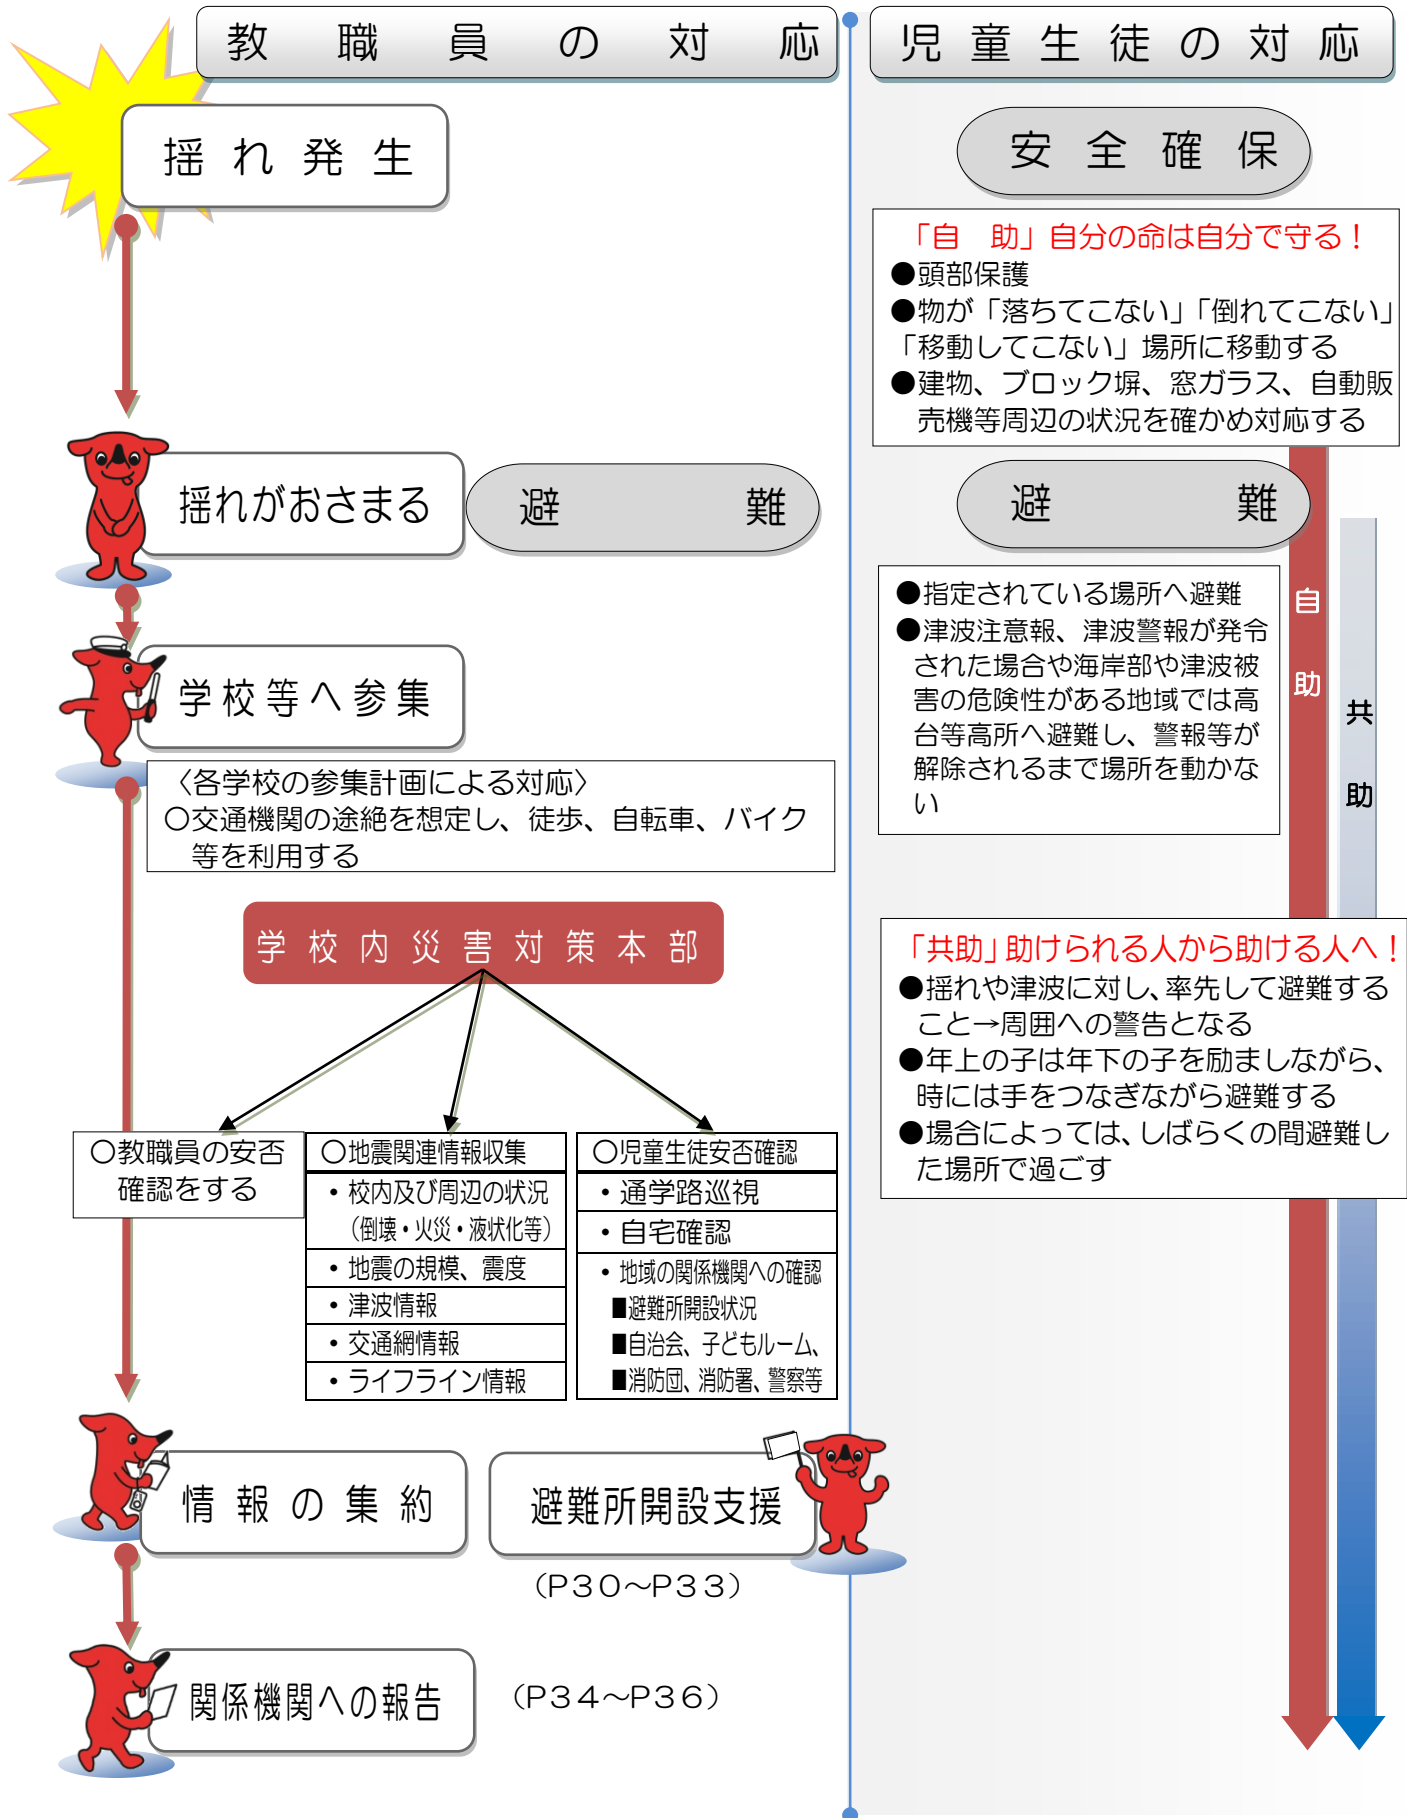 教職員の対応
揺れ発生
揺れがおさまる
避難
学校等へ参集
〈各学校の参集計画による対応〉
○交通機関の途絶を想定し、徒歩、自転車、バイク
等を利用する
学校内災害対策本部
○教職員の安否
確認をする
○地震関連情報収集
・校内及び周辺の状況
（倒壊・火災・液状化等）
・地震の規模、震度
・津波情報
・交通網情報
・ライフライン情報
○児童生徒安否確認
・通学路巡視
・自宅確認
・地域の関係機関への確認
■避難所開設状況
■自治会、子どもルーム、
■消防団、消防署、警察等
情報の集約
避難所開設支援
（P30～P33）
関係機関への報告
（P34～P36）
児童生徒の対応
安全確保
「自　助」自分の命は自分で守る！
●頭部保護
●物が「落ちてこない」「倒れてこない」
「移動してこない」場所に移動する
●建物、ブロック塀、窓ガラス、自動販
売機等周辺の状況を確かめ対応する
避難
●指定されている場所へ避難
●津波注意報、津波警報が発令
された場合や海岸部や津波被
害の危険性がある地域では高
台等高所へ避難し、警報等が
解除されるまで場所を動かな
い
自助
共助
「共助」助けられる人から助ける人へ！
●揺れや津波に対し、率先して避難する
こと→周囲への警告となる
●年上の子は年下の子を励ましながら、
時には手をつなぎながら避難する
●場合によっては、しばらくの間避難し
た場所で過ごす